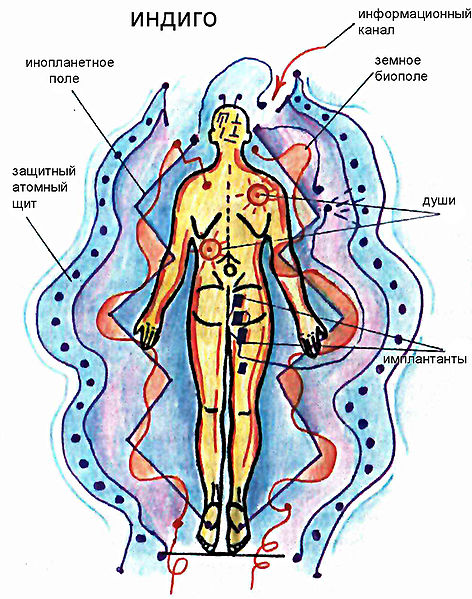 ИНДИГО
информационный
канал
инопланетное
поле
земное
биополе
защитный
атомный
щит
души
имплантанты